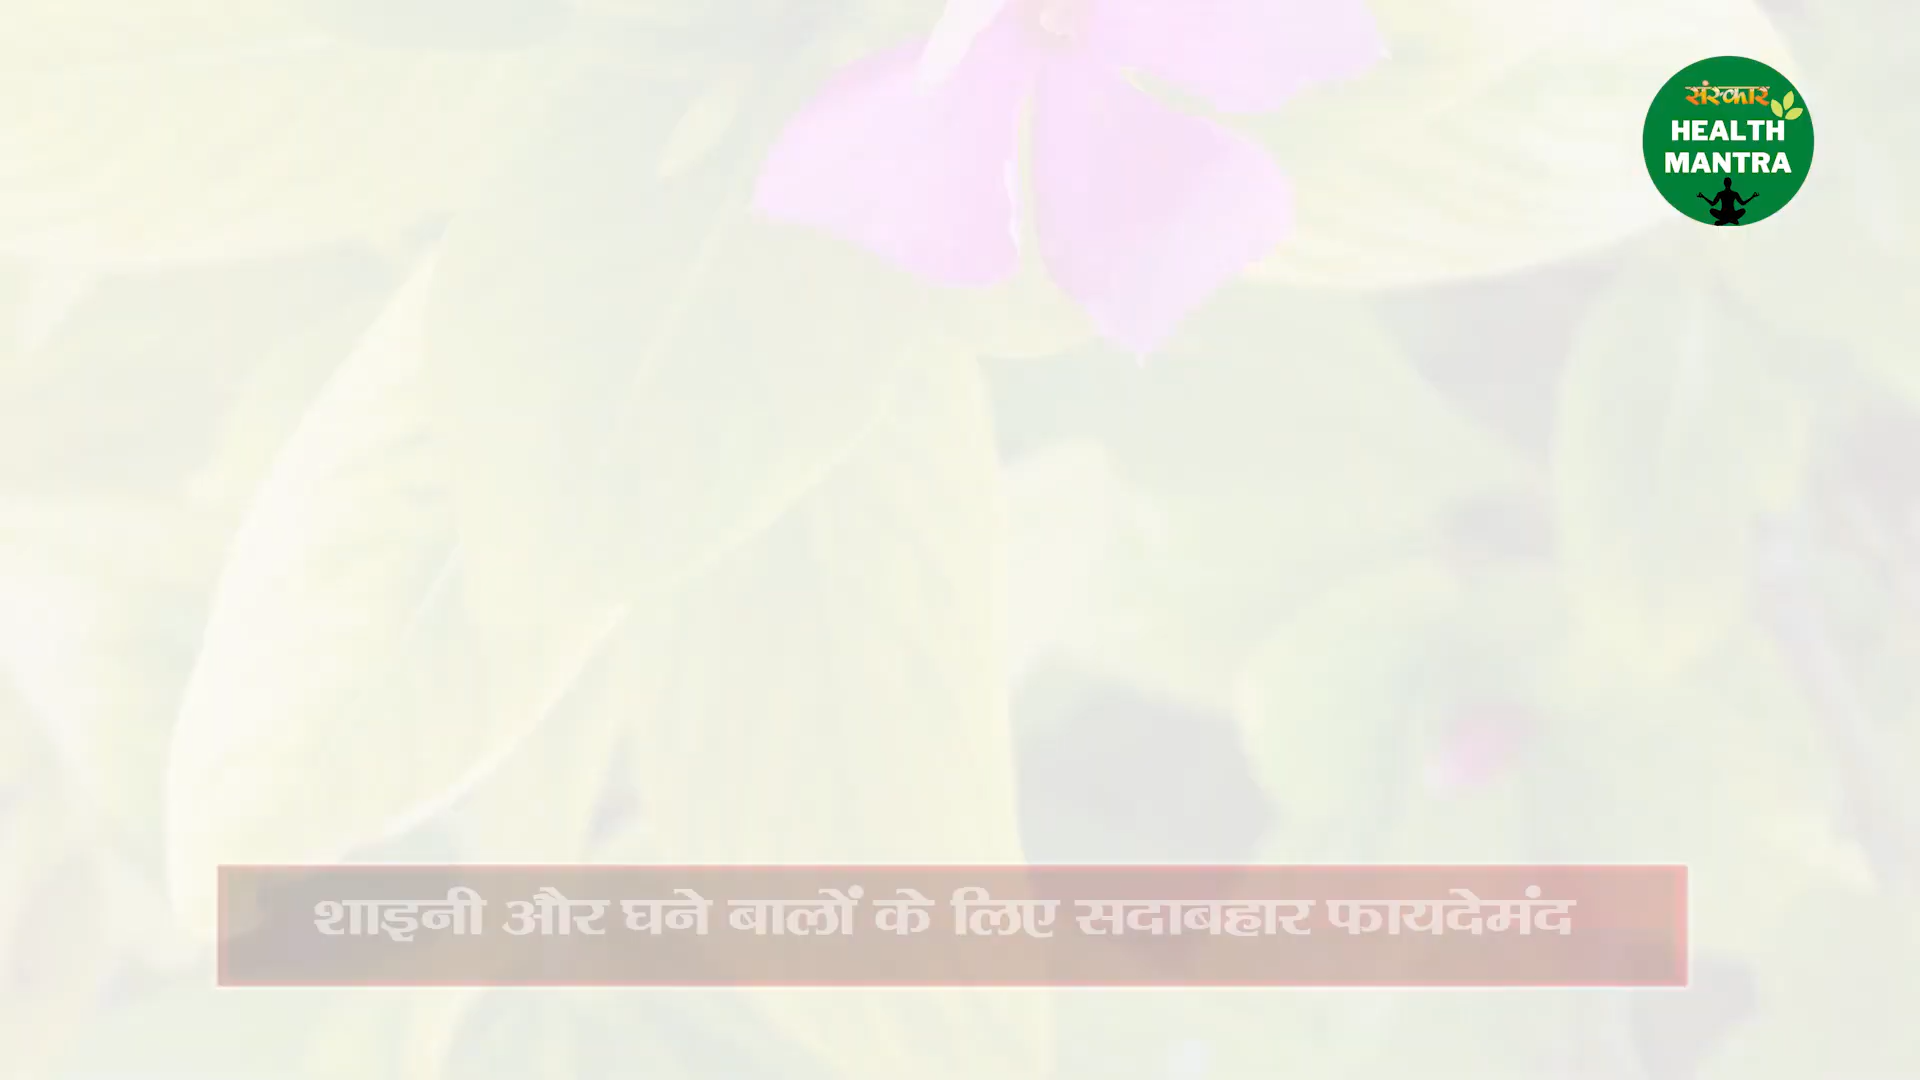 संस्कार
HEALTH
MANTRA
शाइनी और घने बालों के लिए सदाबहार फायदेमंद